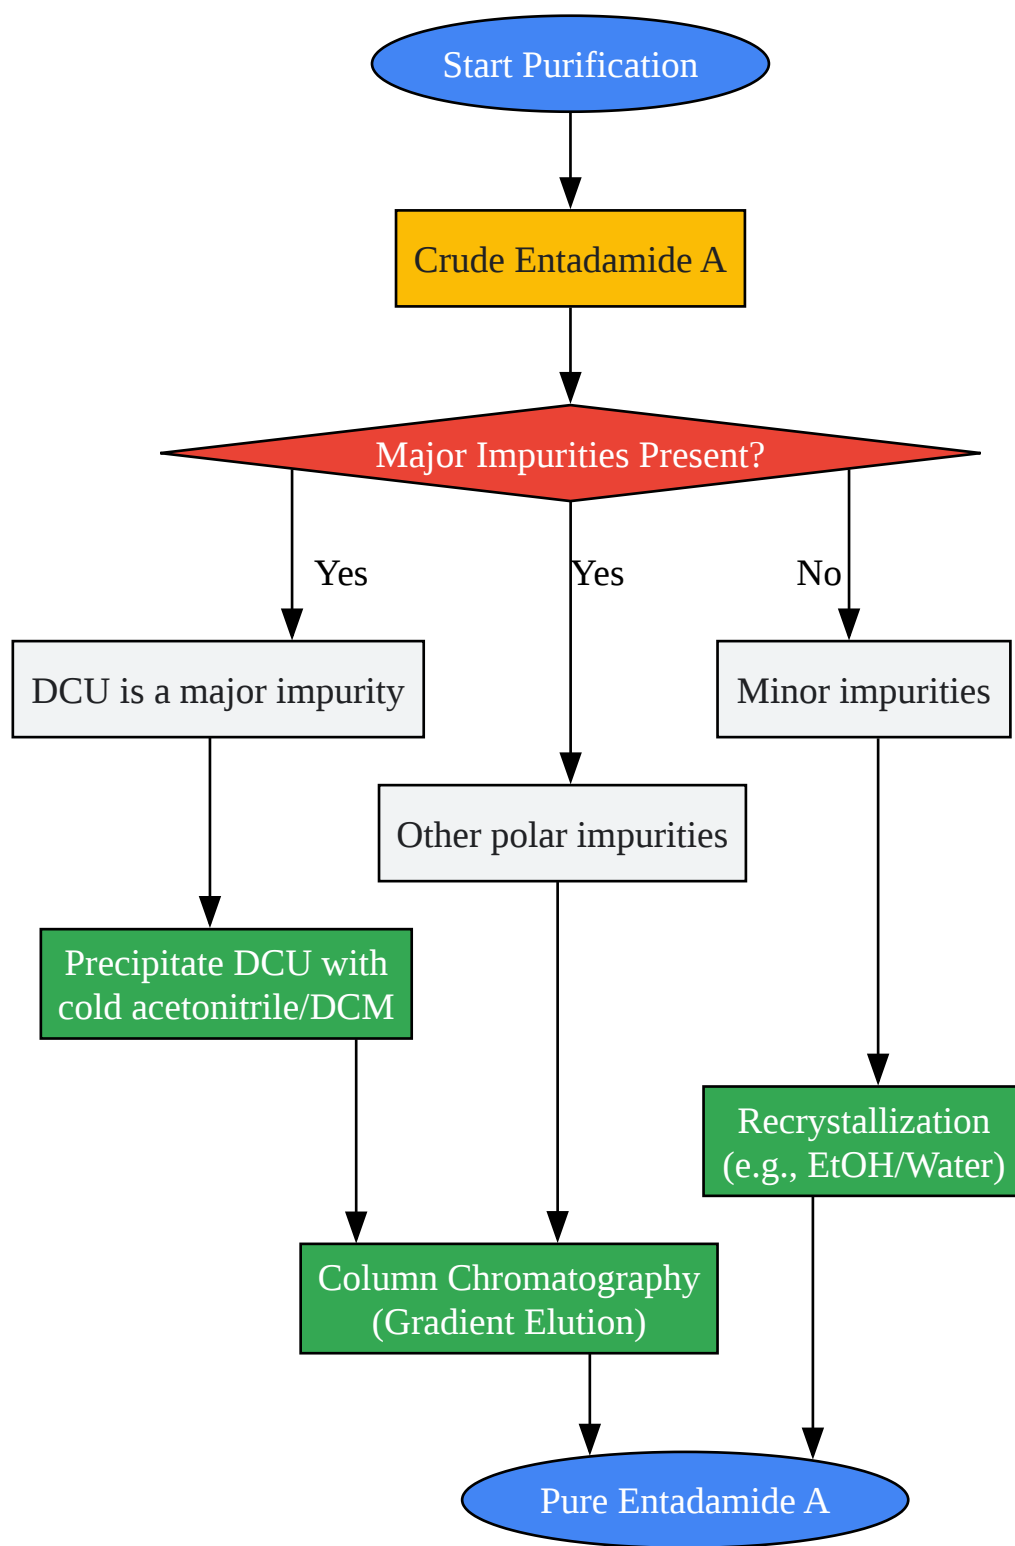 Start Purification
Crude Entadamide A
Major Impurities Present?
Yes
Yes
No
DCU is a major impurity
Minor impurities
Other polar impurities
Precipitate DCU with
cold acetonitrile/DCM
Recrystallization
(e.g., EtOH/Water)
Column Chromatography
(Gradient Elution)
Pure Entadamide A